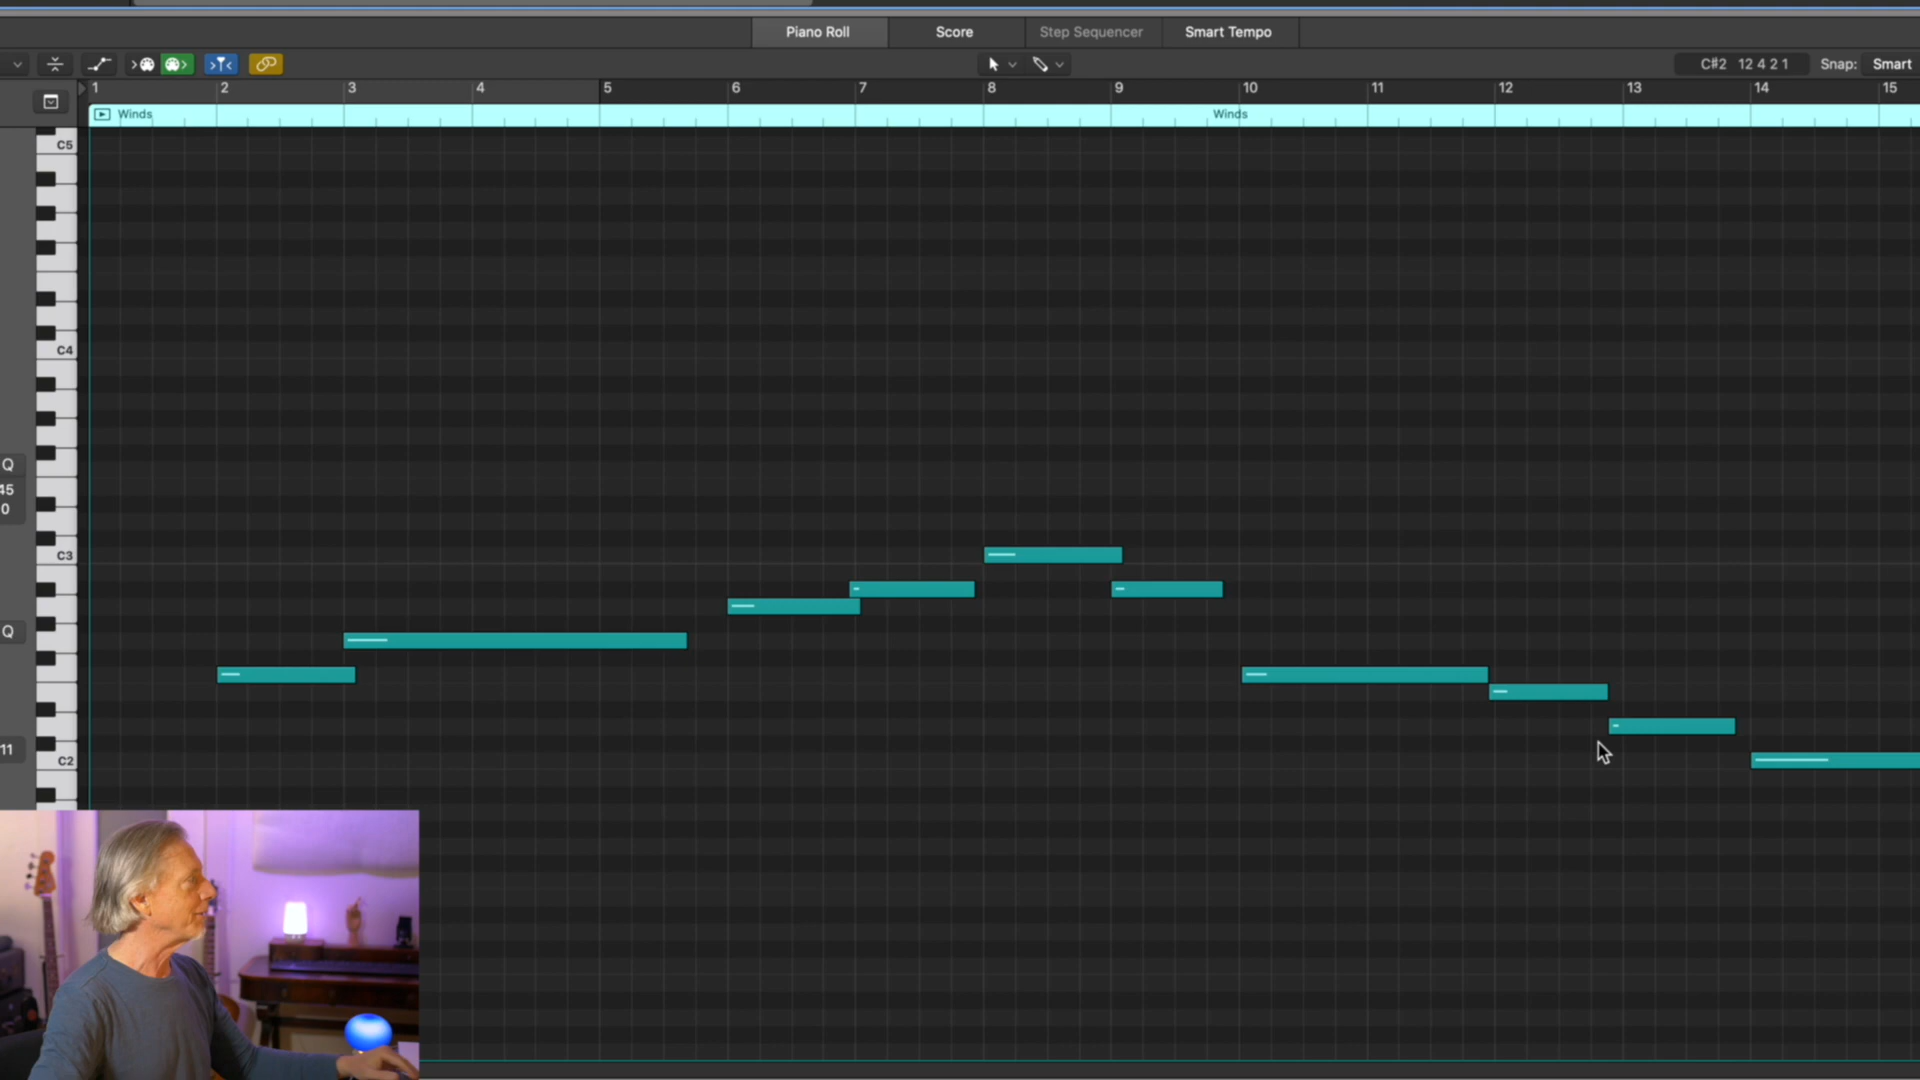 Piano Roll Score Step Sequencer Smart Tempo
C#2 12 4 2 1 Snap: Smart
1 2 3 4 5 6 7 8 9 10 11 12 13 14 15
Winds Winds
C5
C4
Q
45
0
C3
Q
11
C2